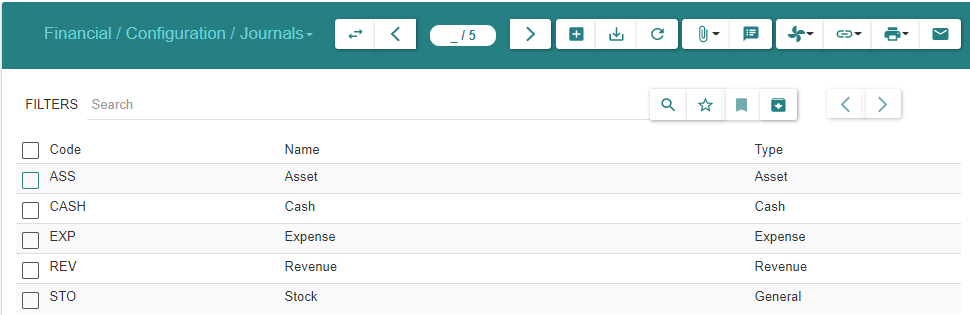 Financial / Configuration / Journals
_ / 5
FILTERS Search
Code Name Type
ASS Asset Asset
CASH Cash Cash
EXP Expense Expense
REV Revenue Revenue
STO Stock General